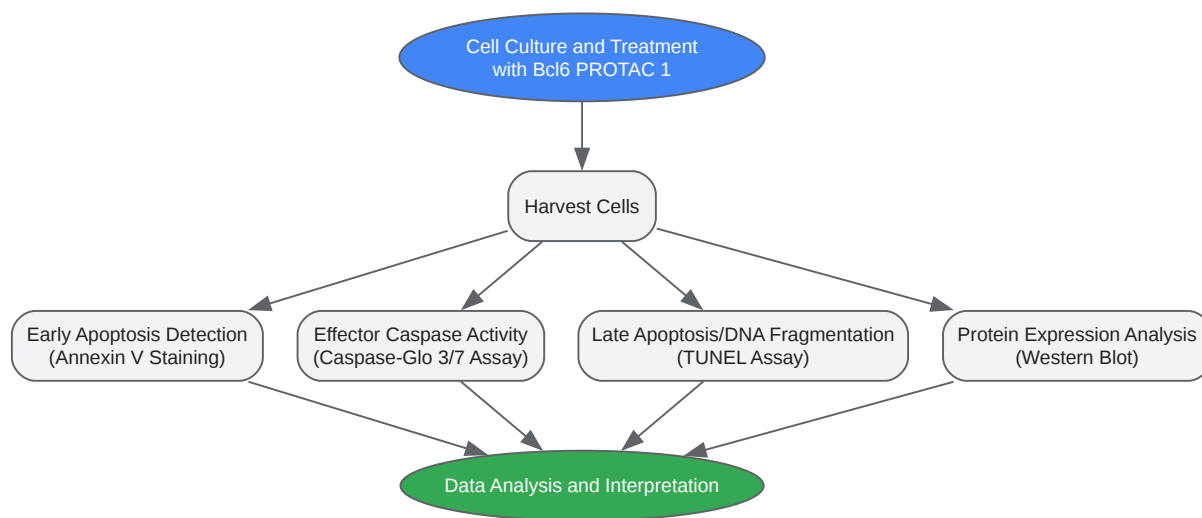 Cell Culture and Treatment
with Bcl6 PROTAC 1
Harvest Cells
Early Apoptosis Detection
(Annexin V Staining)
Effector Caspase Activity
(Caspase-Glo 3/7 Assay)
Late Apoptosis/DNA Fragmentation
(TUNEL Assay)
Protein Expression Analysis
(Western Blot)
Data Analysis and Interpretation